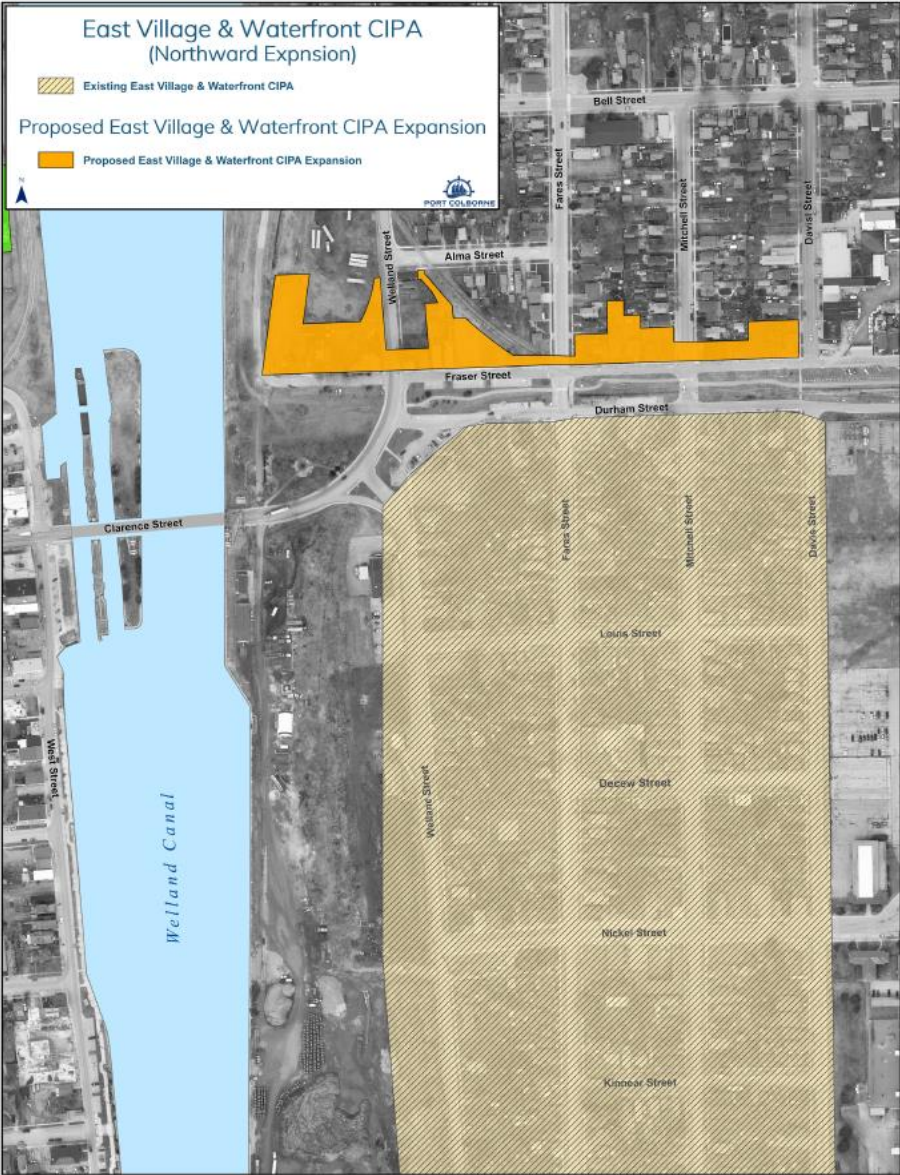 East Village & Waterfront CIPA
(Northward Expnsion)
Existing East Village & Waterfront CIPA
Proposed East Village & Waterfront CIPA Expansion
Proposed East Village & Waterfront CIPA Expansion
N
PORT COLBORNE
Bell Street
Fares Street
Mitchell Street
Davisl Street
Welland Street
Alma Street
Fraser Street
Durham Street
Clarence Street
Fares Street
Mitchell Street
Davis Street
Louis Street
West Street
Welland Street
Decew Street
Welland Canal
Nickel Street
Kinnear Street